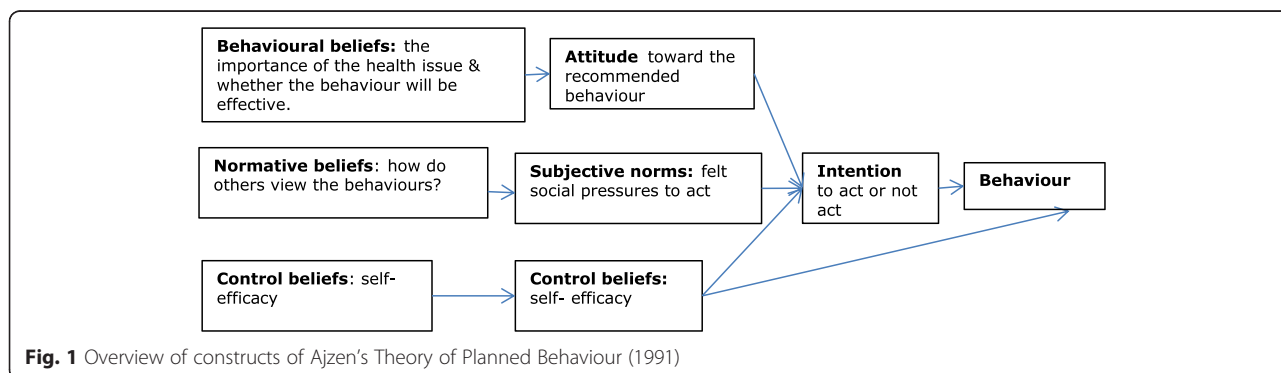 Behavioural beliefs: the
importance of the health issue &
whether the behaviour will be
effective.
Attitude toward the
recommended
behaviour
Normative beliefs: how do
others view the behaviours?
Subjective norms: felt
social pressures to act
Intention
to act or not
act
Behaviour
Control beliefs: self-
efficacy
Control beliefs:
self- efficacy
Fig. 1 Overview of constructs of Ajzen's Theory of Planned Behaviour (1991)